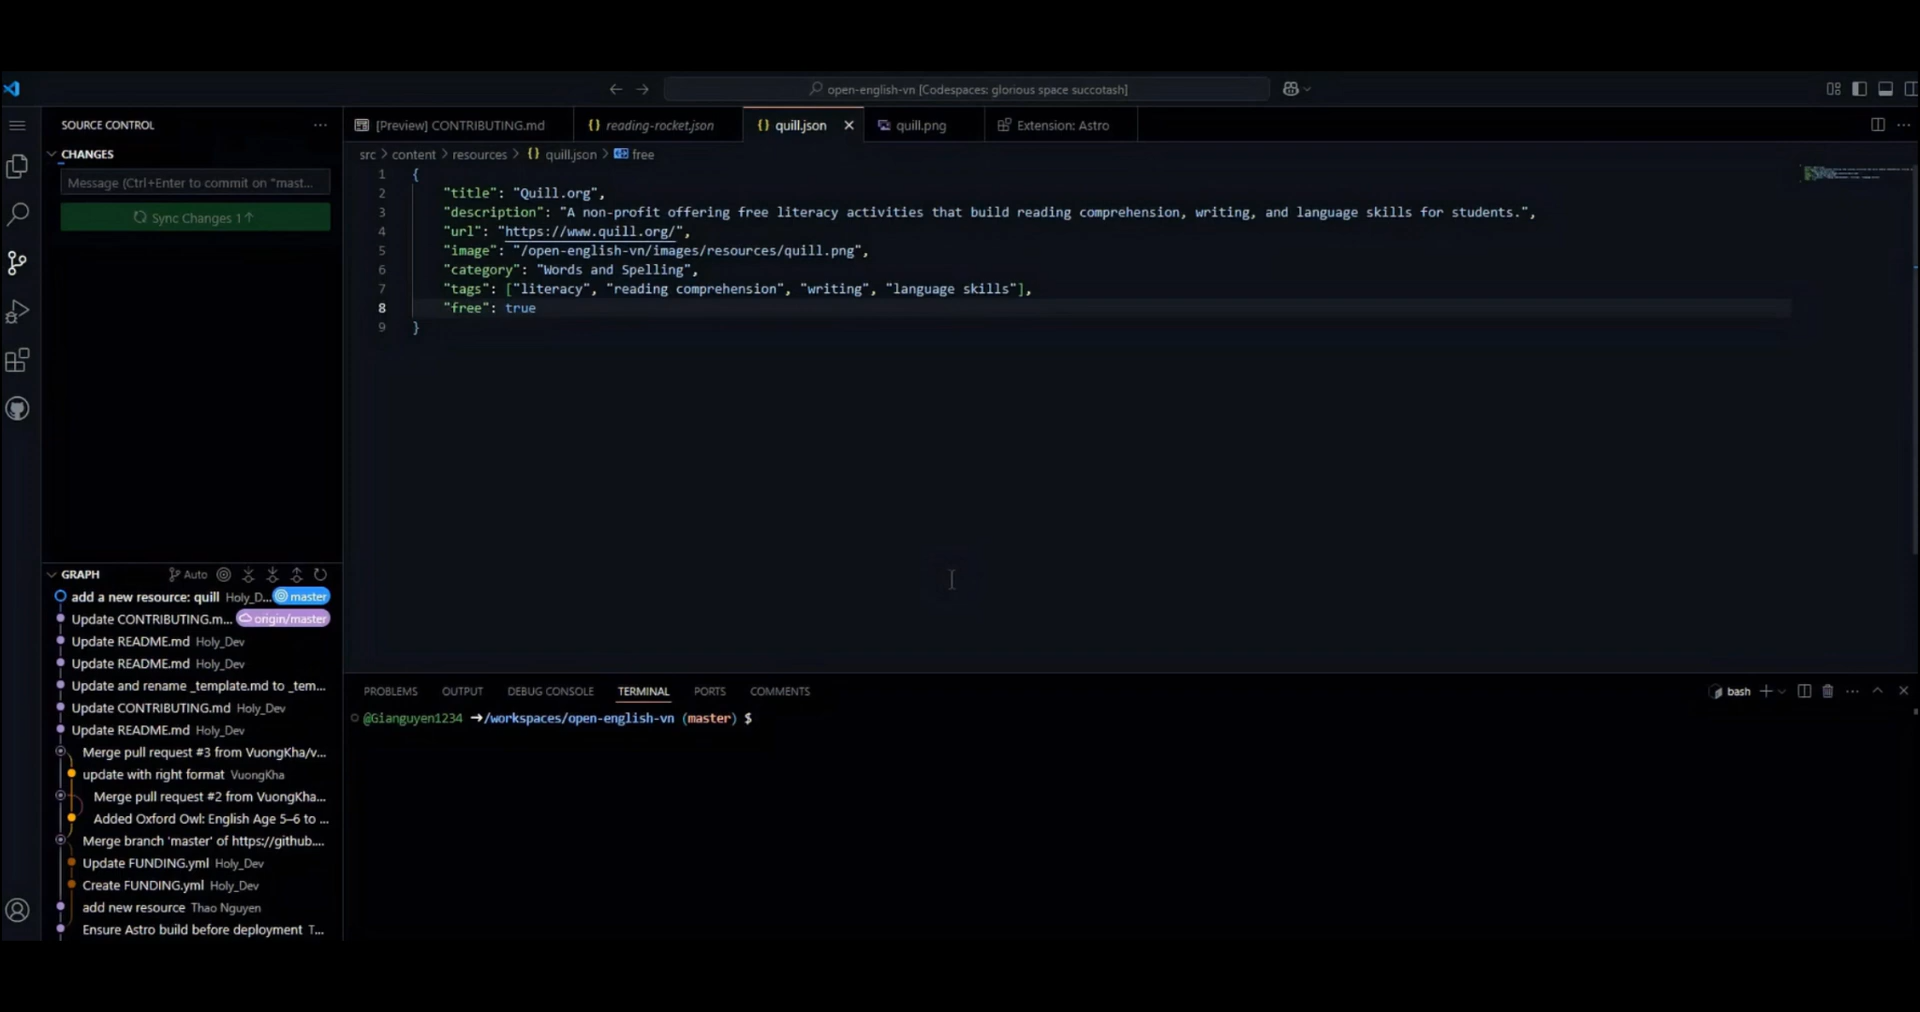 open-english-vn [Codespaces: glorious space succotash]
SOURCE CONTROL
CHANGES
Message (Ctrl+Enter to commit on "mast...
Sync Changes 1↑
[Preview] CONTRIBUTING.md
{} reading-rocket.json
{} quill.json
quill.png
Extension: Astro
src > content > resources > {} quill.json > free
1 {
2 "title": "Quill.org",
3 "description": "A non-profit offering free literacy activities that build reading comprehension, writing, and language skills for students.",
4 "url": "https://www.quill.org/",
5 "image": "/open-english-vn/images/resources/quill.png",
6 "category": "Words and Spelling",
7 "tags": ["literacy", "reading comprehension", "writing", "language skills"],
8 "free": true
9 }
GRAPH
Auto
add a new resource: quill Holy_D... master
Update CONTRIBUTING.m... origin/master
Update README.md Holy_Dev
Update README.md Holy_Dev
Update and rename _template.md to _tem...
Update CONTRIBUTING.md Holy_Dev
Update README.md Holy_Dev
Merge pull request #3 from VuongKha/v...
update with right format VuongKha
Merge pull request #2 from VuongKha...
Added Oxford Owl: English Age 5–6 to ...
Merge branch 'master' of https://github....
Update FUNDING.yml Holy_Dev
Create FUNDING.yml Holy_Dev
add new resource Thao Nguyen
Ensure Astro build before deployment T...
PROBLEMS
OUTPUT
DEBUG CONSOLE
TERMINAL
PORTS
COMMENTS
bash
@Gianguyen1234 ➜/workspaces/open-english-vn (master) $